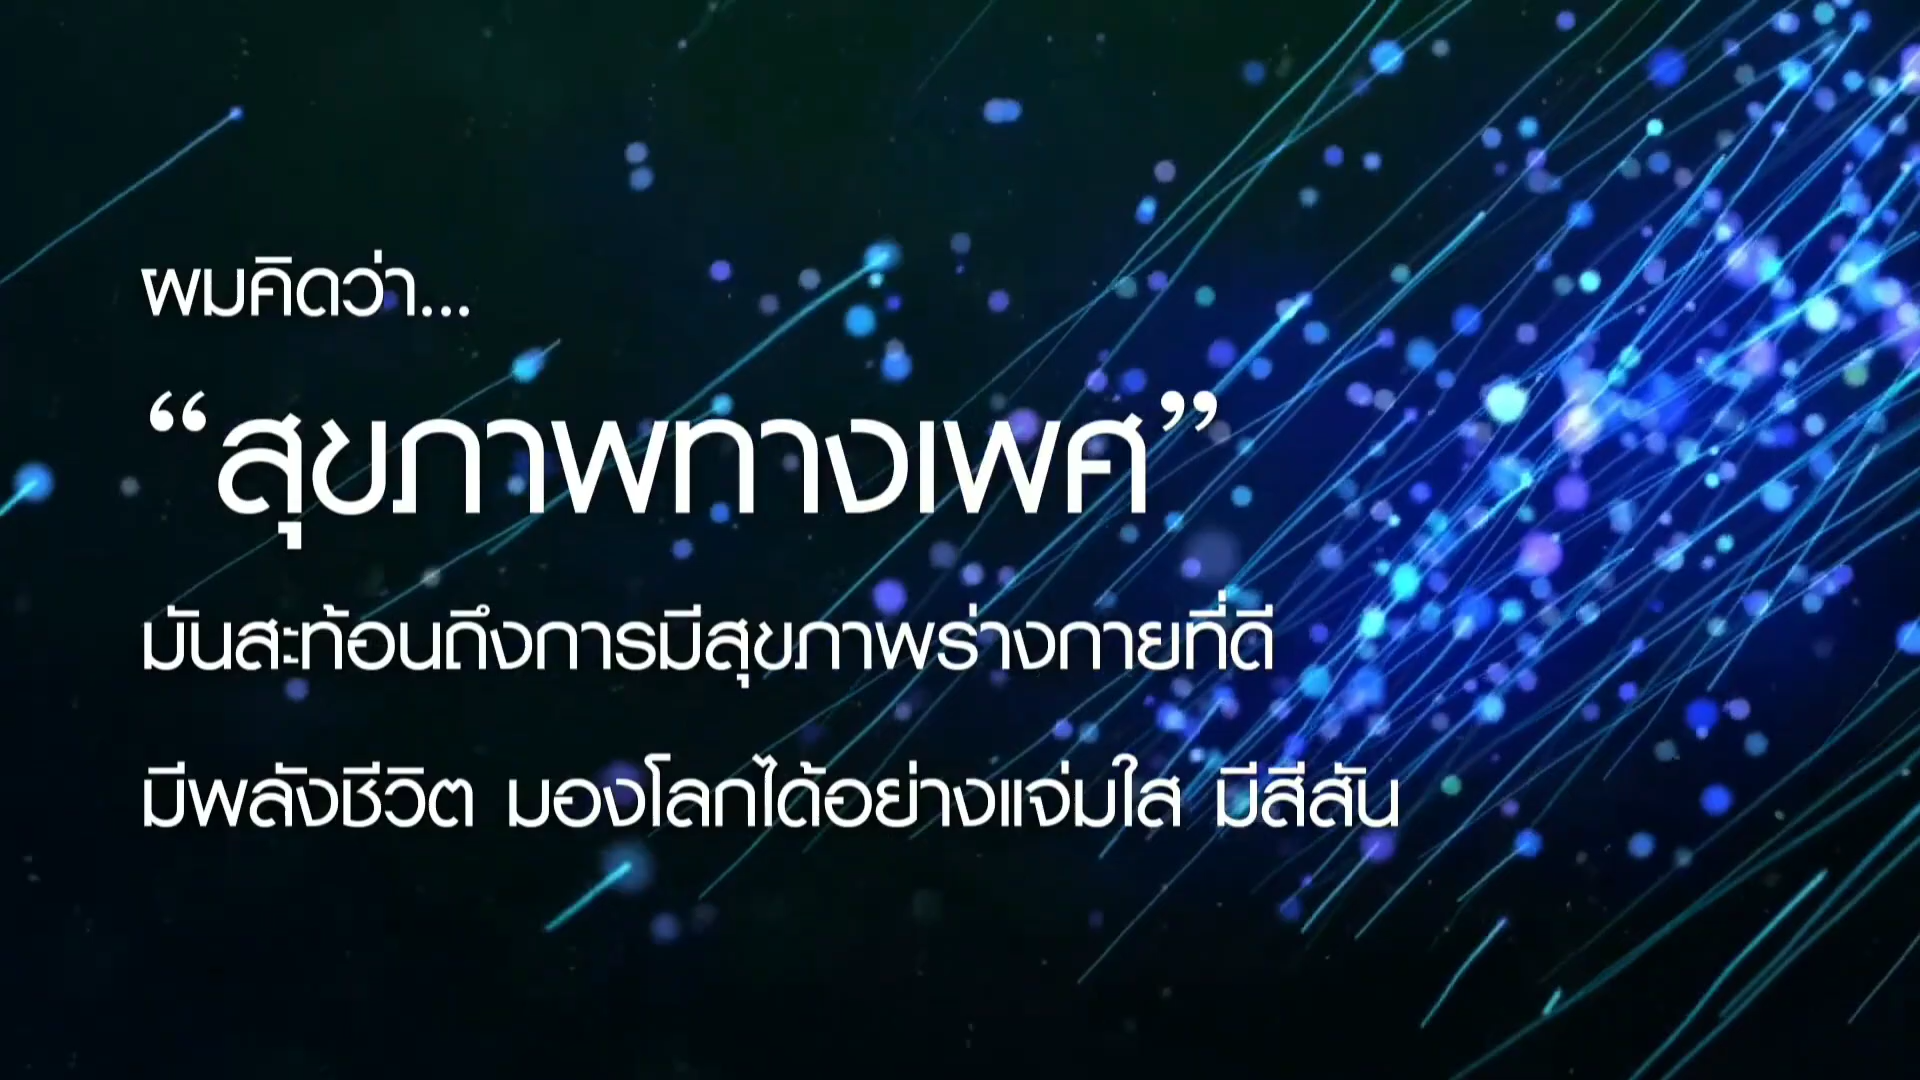 ผมคิดว่า...
“สุขภาพทางเพศ”
มันสะท้อนถึงการมีสุขภาพร่างกายที่ดี
มีพลังชีวิต มองโลกได้อย่างแจ่มใส มีสีสัน